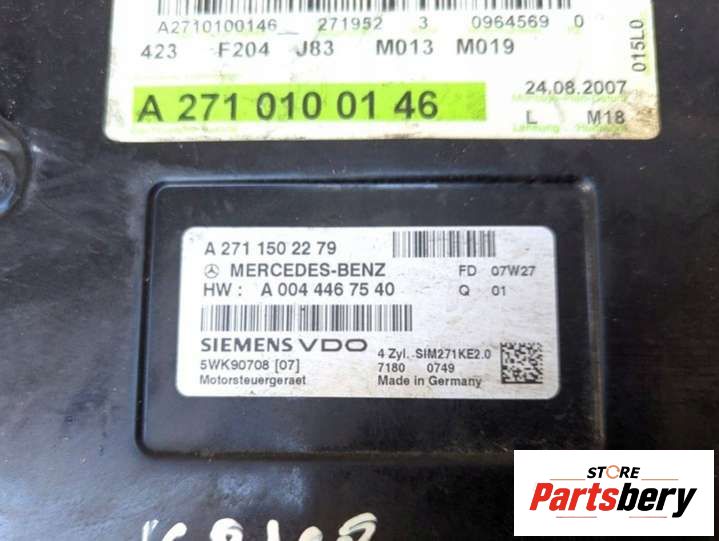 A2710100146 271952 3 0964569 0
423 F204 J83 M013 M019
015L0
A 271 010 01 46
24.08.2007
L M18
A 271 150 22 79
MERCEDES-BENZ FD 07W27
HW : A 004 446 75 40 Q 01
SIEMENS VDO 4 Zyl. SIM271KE2.0
5WK90708 [07] 7180 0749
Motorsteuergeraet Made in Germany
STORE
Partsbery